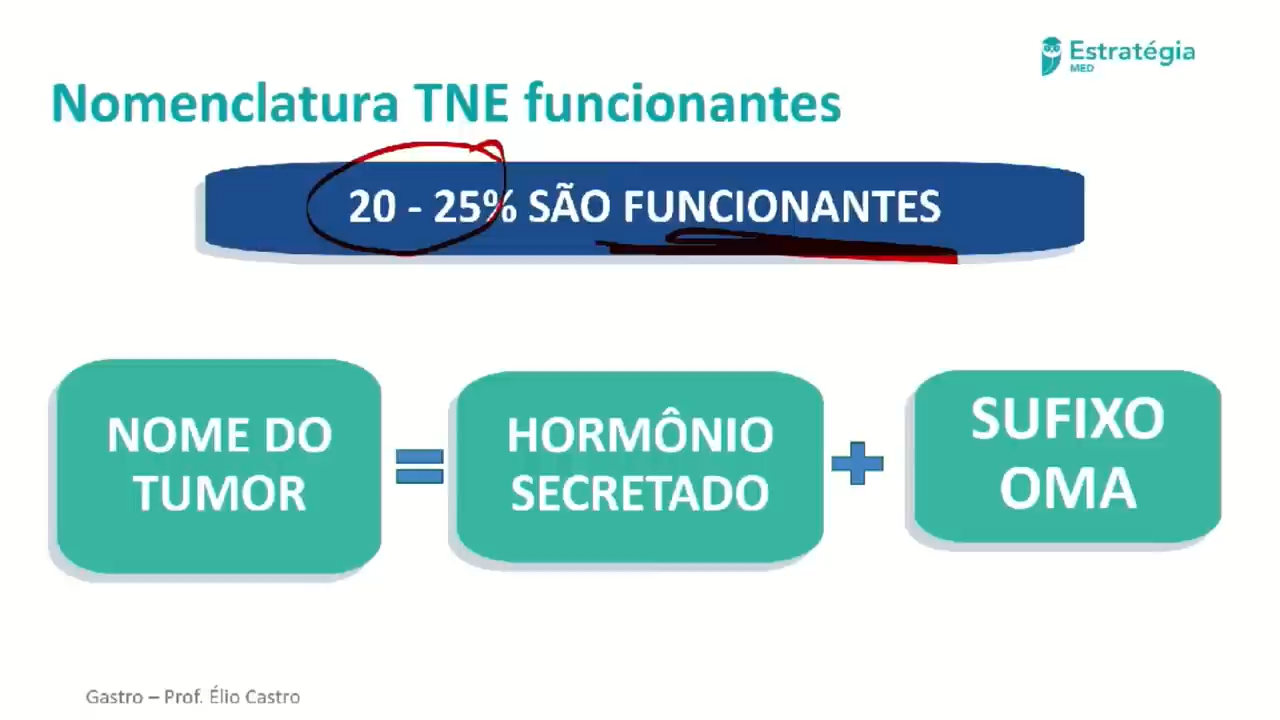 Estratégia
MED
Nomenclatura TNE funcionantes
20 - 25% SÃO FUNCIONANTES
NOME DO
TUMOR
=
HORMÔNIO
SECRETADO
+
SUFIXO
OMA
Gastro – Prof. Élio Castro